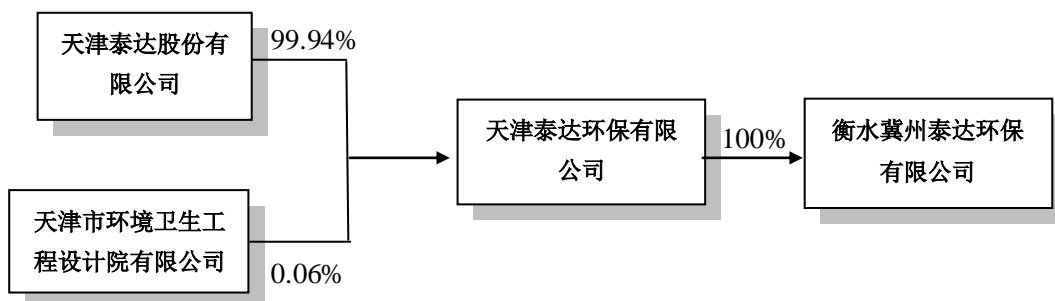 天津泰达股份有
限公司
99.94%
天津市环境卫生工
程设计院有限公司
0.06%
天津泰达环保有限
公司
100%
衡水冀州泰达环保
有限公司